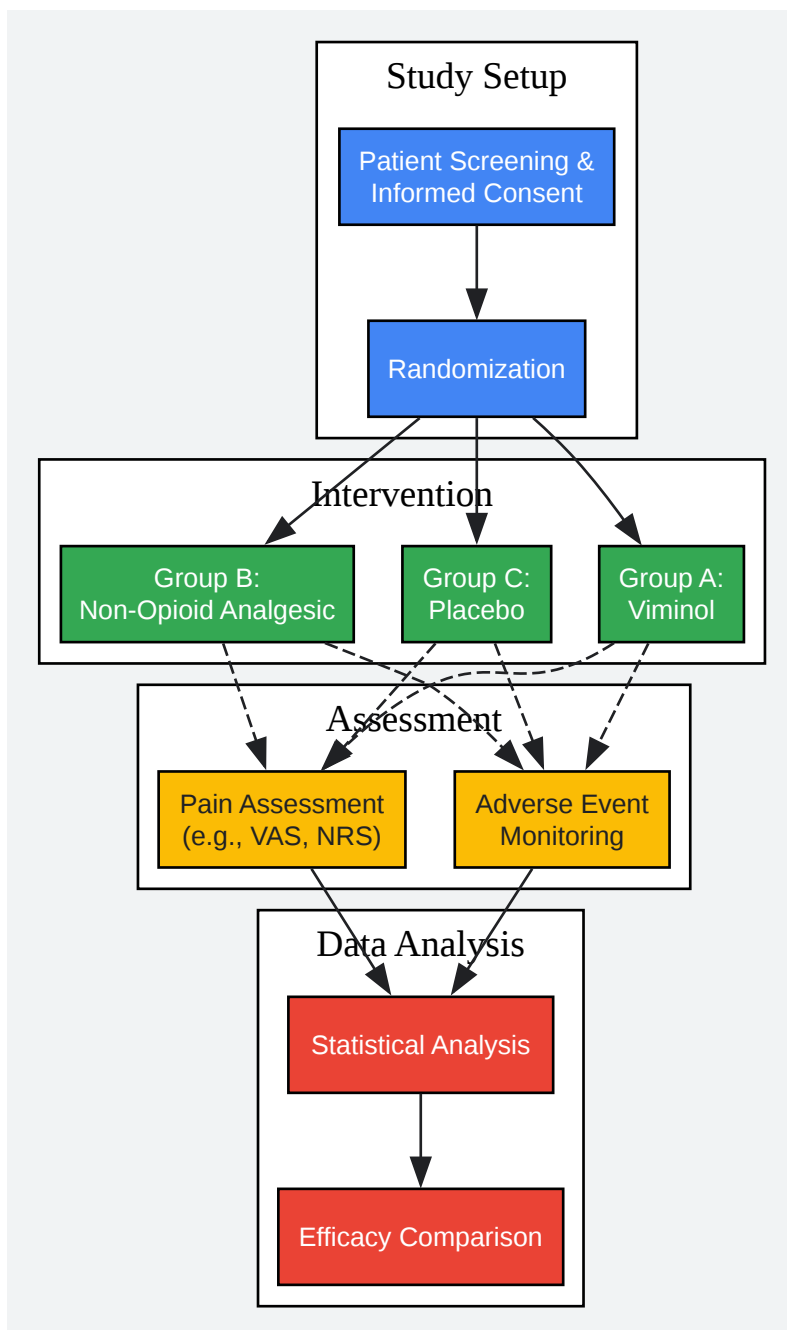 Study Setup
Patient Screening &
Informed Consent
Randomization
Intervention
Group B:
Non-Opioid Analgesic
Group C:
Placebo
Group A:
Viminol
Assessment
Pain Assessment
(e.g., VAS, NRS)
Adverse Event
Monitoring
Data Analysis
Statistical Analysis
Efficacy Comparison